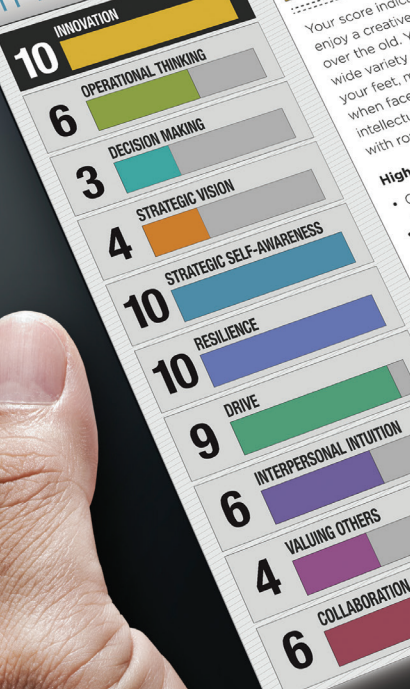 INNOVATION
10
OPERATIONAL THINKING
6
DECISION MAKING
3
STRATEGIC VISION
4
STRATEGIC SELF-AWARENESS
10
RESILIENCE
10
DRIVE
9
INTERPERSONAL INTUITION
6
VALUING OTHERS
4
COLLABORATION
6
Your score indic
enjoy a creative
over the old. Y
wide variety
your feet, m
when face
intellectu
with ro
High